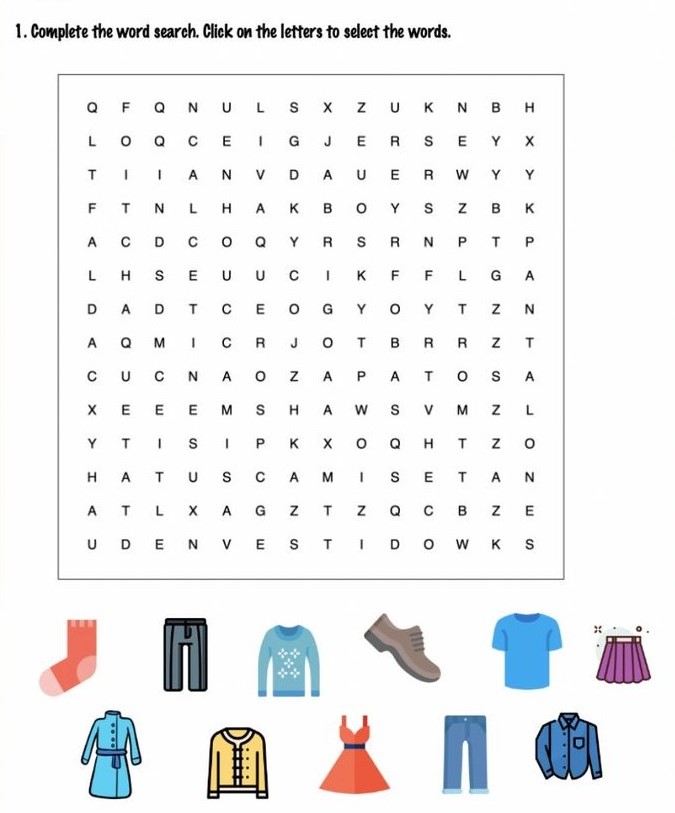 1. Complete the word search. Click on the letters to select the words.
Q F Q N U L S X Z U K N B H
L O Q C E I G J E R S E Y X
T I I A N V D A U E R W Y Y
F T N L H A K B O Y S Z B K
A C D C O Q Y R S R N P T P
L H S E U U C I K F F L G A
D A D T C E O G Y O Y T Z N
A Q M I C R J O T B R R Z T
C U C N A O Z A P A T O S A
X E E E M S H A W S V M Z L
Y T I S I P K X O Q H T Z O
H A T U S C A M I S E T A N
A T L X A G Z T Z Q C B Z E
U D E N V E S T I D O W K S